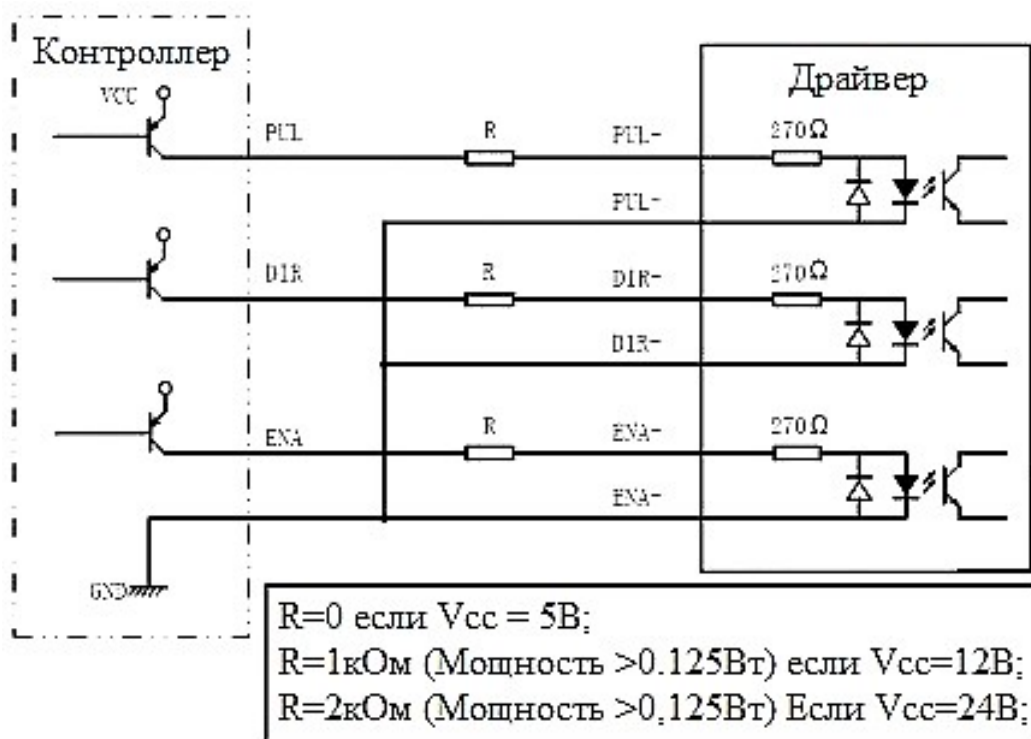 Контроллер
Драйвер
VCC
PUL
R
PUL-
270Ω
PUL-
DIR
R
DIR-
270Ω
DIR-
ENA
R
ENA-
270Ω
ENA-
GND
R=0 если Vcc = 5В;
R=1кОм (Мощность >0.125Вт) если Vcc=12В;
R=2кОм (Мощность >0,125Вт) Если Vcc=24В;